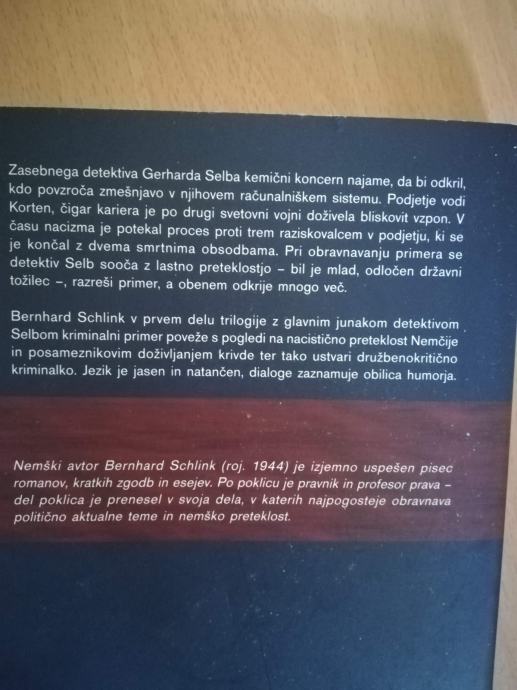 Zasebnega detektiva Gerharda Selba kemični koncern najame, da bi odkril,
kdo povzroča zmešnjavo v njihovem računalniškem sistemu. Podjetje vodi
Korten, čigar kariera je po drugi svetovni vojni doživela bliskovit vzpon. V
času nacizma je potekal proces proti trem raziskovalcem v podjetju, ki se
je končal z dvema smrtnima obsodbama. Pri obravnavanju primera se
detektiv Selb sooča z lastno preteklostjo – bil je mlad, odločen državni
tožilec –, razreši primer, a obenem odkrije mnogo več.
Bernhard Schlink v prvem delu trilogije z glavnim junakom detektivom
Selbom kriminalni primer poveže s pogledi na nacistično preteklost Nemčije
in posameznikovim doživljanjem krivde ter tako ustvari družbenokritično
kriminalko. Jezik je jasen in natančen, dialoge zaznamuje obilica humorja.
Nemški avtor Bernhard Schlink (roj. 1944) je izjemno uspešen pisec
romanov, kratkih zgodb in esejev. Po poklicu je pravnik in profesor prava –
del poklica je prenesel v svoja dela, v katerih najpogosteje obravnava
politično aktualne teme in nemško preteklost.